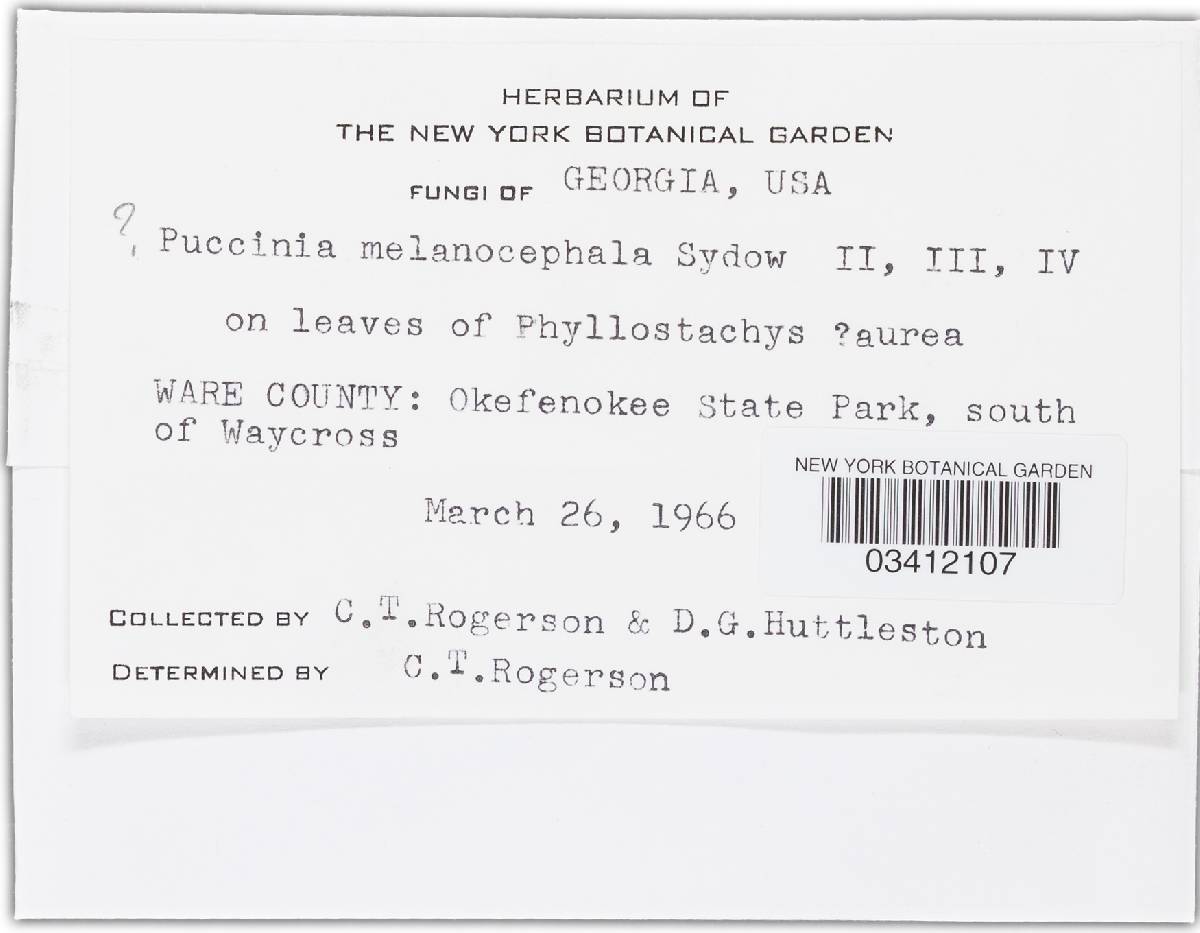 HERBARIUM OF
THE NEW YORK BOTANICAL GARDEN
FUNGI OF GEORGIA, USA
? Puccinia melanocephala Sydow II, III, IV
on leaves of Phyllostachys ?aurea
WARE COUNTY: Okefenokee State Park, south
of Waycross
NEW YORK BOTANICAL GARDEN
03412107
March 26, 1966
COLLECTED BY C.T.Rogerson & D.G.Huttleston
DETERMINED BY C.T.Rogerson